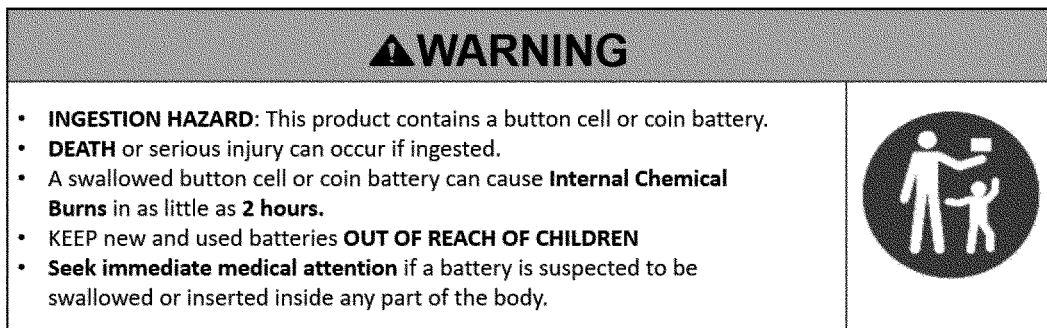 ⚠WARNING
• INGESTION HAZARD: This product contains a button cell or coin battery.
• DEATH or serious injury can occur if ingested.
• A swallowed button cell or coin battery can cause Internal Chemical
Burns in as little as 2 hours.
• KEEP new and used batteries OUT OF REACH OF CHILDREN
• Seek immediate medical attention if a battery is suspected to be
swallowed or inserted inside any part of the body.